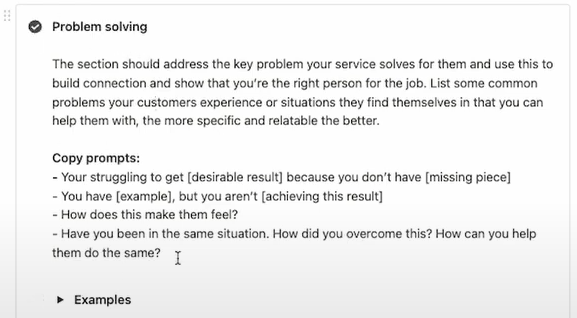 Problem solving
The section should address the key problem your service solves for them and use this to
build connection and show that you're the right person for the job. List some common
problems your customers experience or situations they find themselves in that you can
help them with, the more specific and relatable the better.
Copy prompts:
- Your struggling to get [desirable result] because you don't have [missing piece]
- You have [example], but you aren't [achieving this result]
- How does this make them feel?
- Have you been in the same situation. How did you overcome this? How can you help
them do the same?
Examples